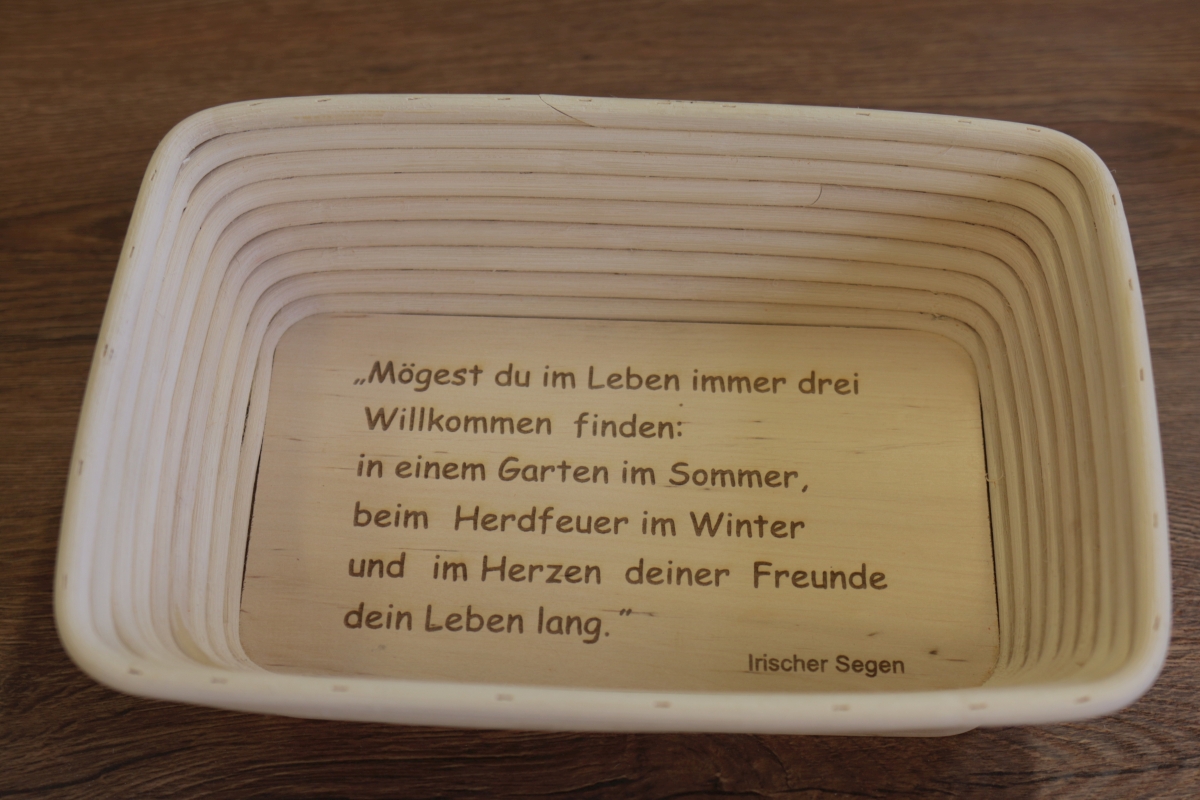 „Mögest du im Leben immer drei
Willkommen finden:
in einem Garten im Sommer,
beim Herdfeuer im Winter
und im Herzen deiner Freunde
dein Leben lang.“
Irischer Segen